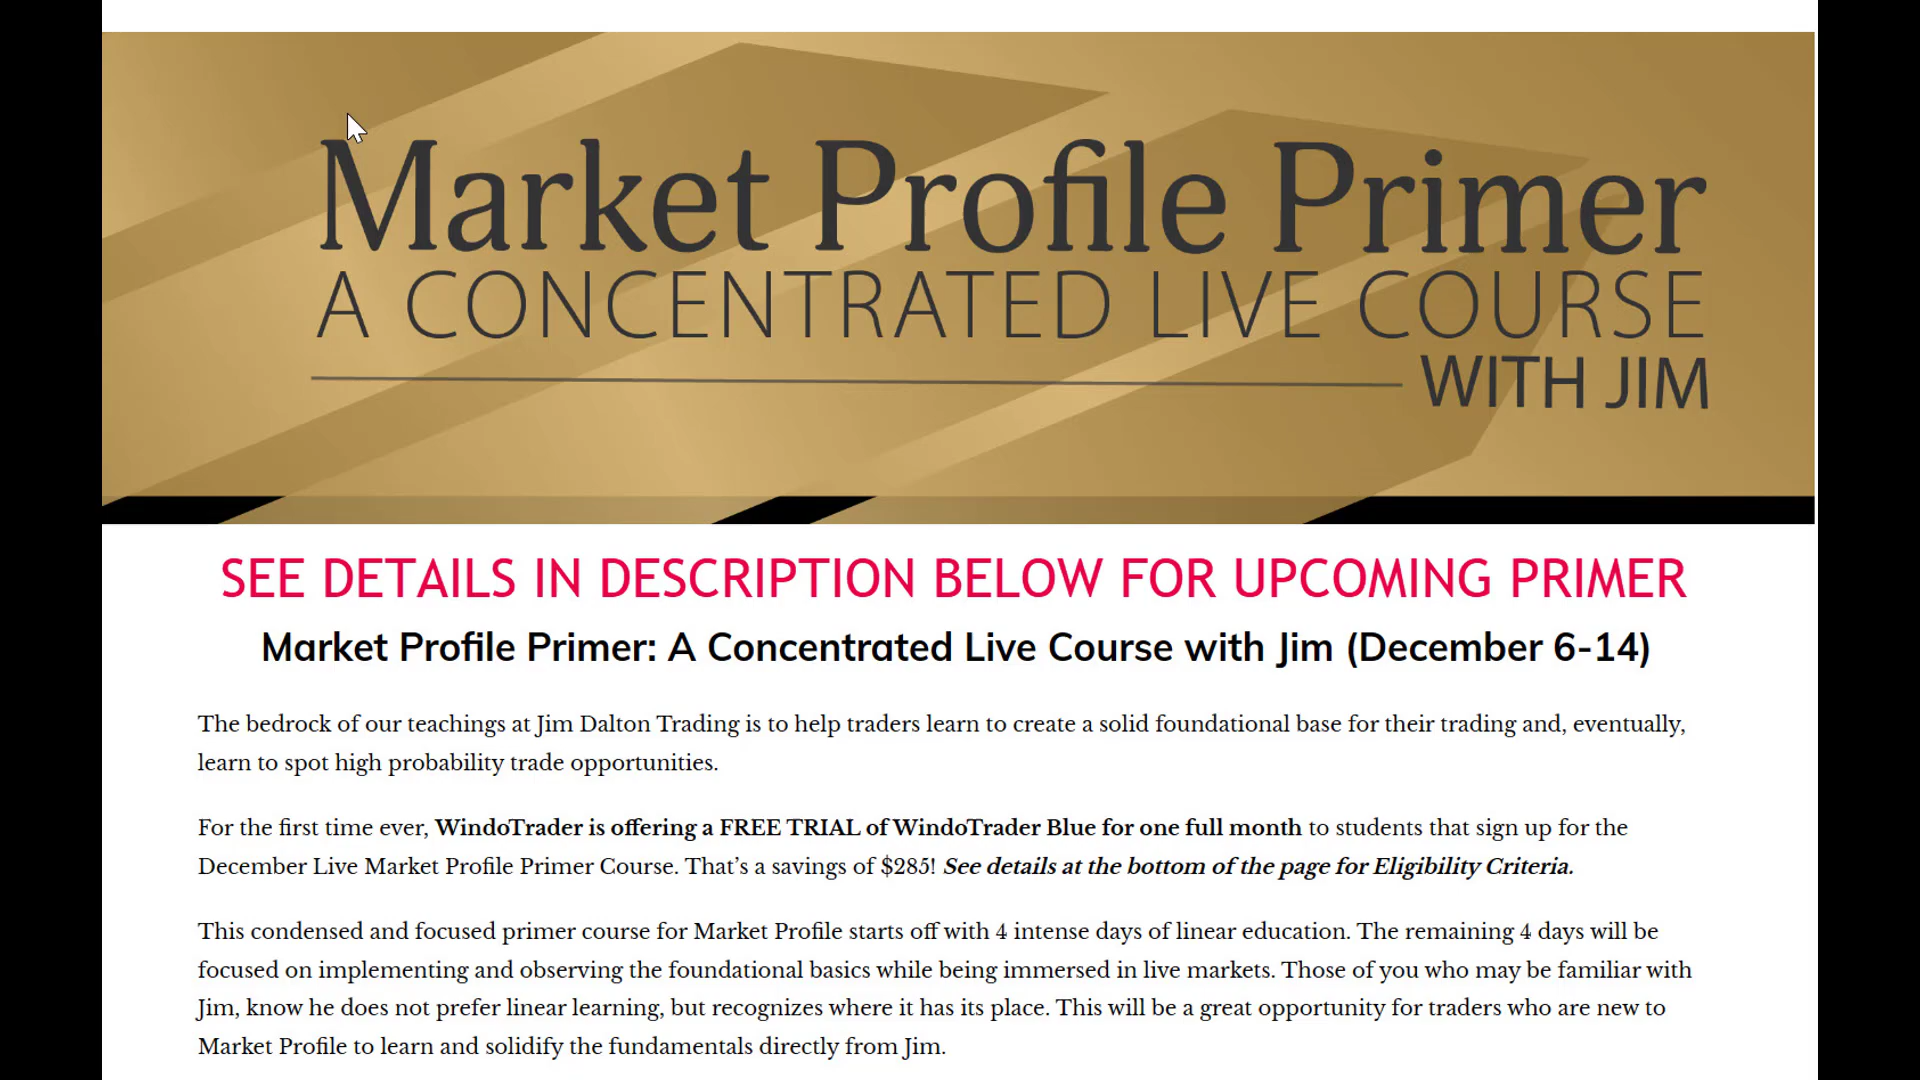 Market Profile Primer
A CONCENTRATED LIVE COURSE
WITH JIM
SEE DETAILS IN DESCRIPTION BELOW FOR UPCOMING PRIMER
Market Profile Primer: A Concentrated Live Course with Jim (December 6-14)
The bedrock of our teachings at Jim Dalton Trading is to help traders learn to create a solid foundational base for their trading and, eventually,
learn to spot high probability trade opportunities.
For the first time ever, WindoTrader is offering a FREE TRIAL of WindoTrader Blue for one full month to students that sign up for the
December Live Market Profile Primer Course. That’s a savings of $285! See details at the bottom of the page for Eligibility Criteria.
This condensed and focused primer course for Market Profile starts off with 4 intense days of linear education. The remaining 4 days will be
focused on implementing and observing the foundational basics while being immersed in live markets. Those of you who may be familiar with
Jim, know he does not prefer linear learning, but recognizes where it has its place. This will be a great opportunity for traders who are new to
Market Profile to learn and solidify the fundamentals directly from Jim.